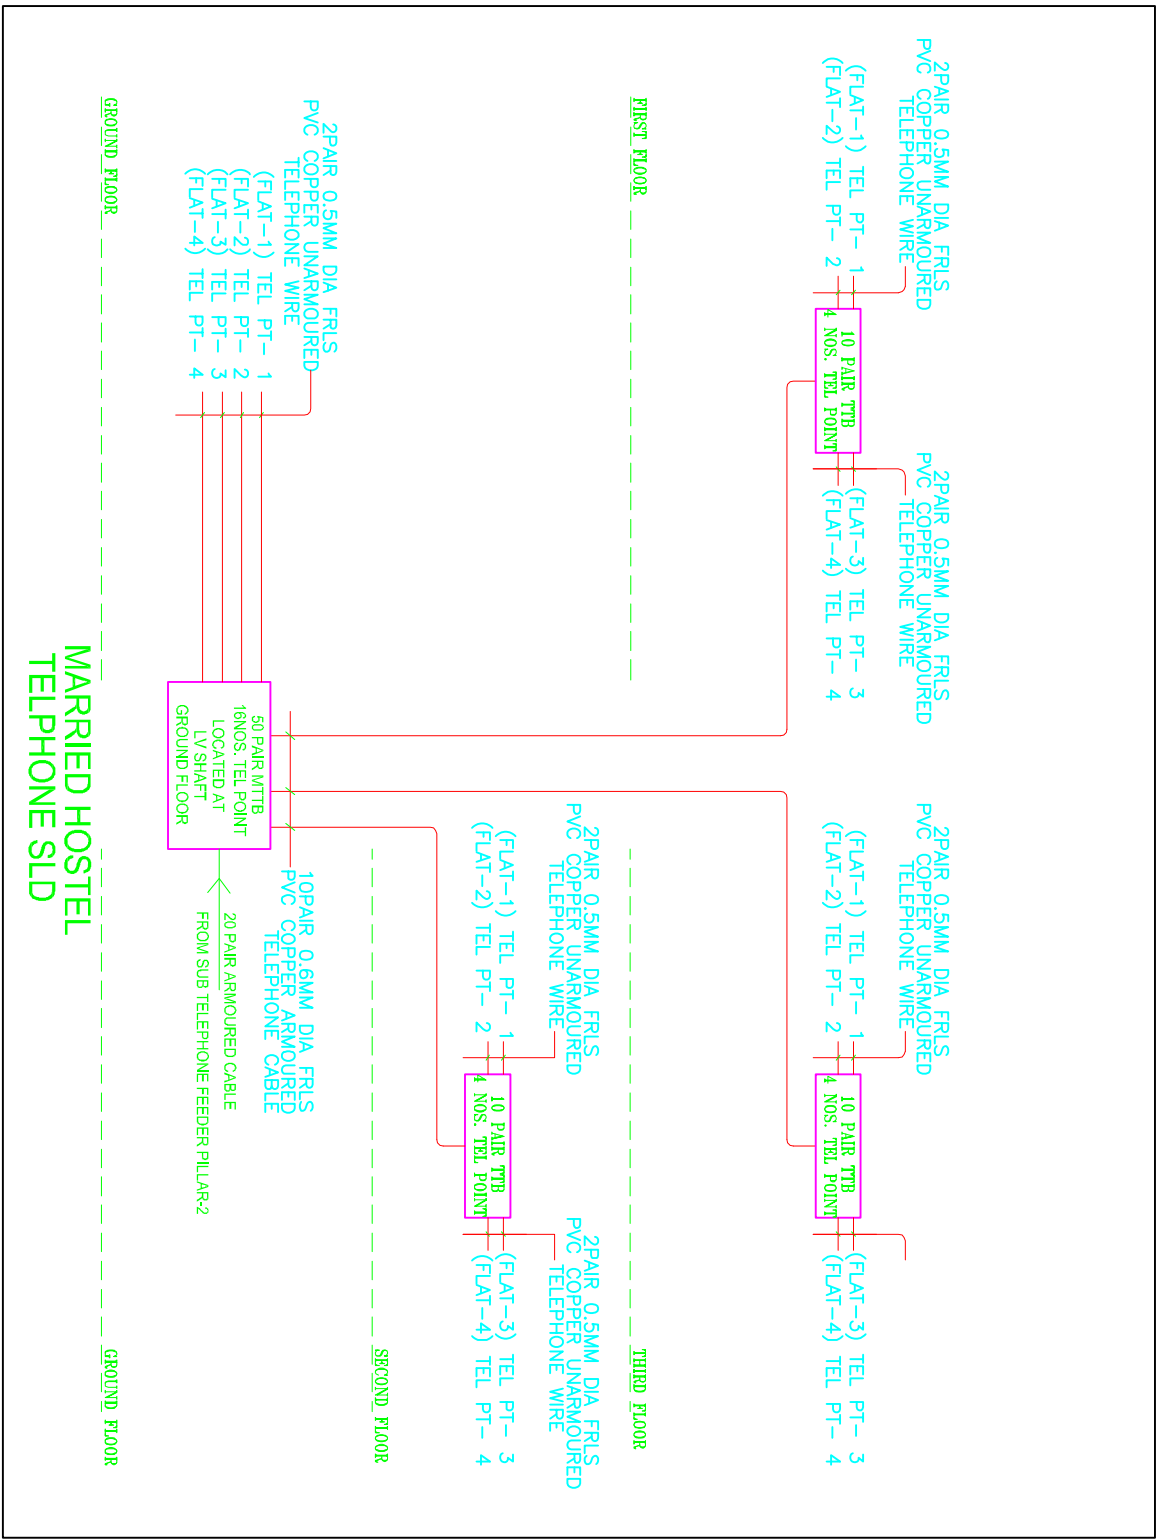 2PAIR 0.5MM DIA FRLS
PVC COPPER UNARMOURED
TELEPHONE WIRE
(FLAT-1) TEL PT- 1
(FLAT-2) TEL PT- 2
10 PAIR TTB
4 NOS. TEL POINT
2PAIR 0.5MM DIA FRLS
PVC COPPER UNARMOURED
TELEPHONE WIRE
(FLAT-3) TEL PT- 3
(FLAT-4) TEL PT- 4
2PAIR 0.5MM DIA FRLS
PVC COPPER UNARMOURED
TELEPHONE WIRE
(FLAT-1) TEL PT- 1
(FLAT-2) TEL PT- 2
10 PAIR TTB
4 NOS. TEL POINT
(FLAT-3) TEL PT- 3
(FLAT-4) TEL PT- 4
FIRST FLOOR
THIRD FLOOR
2PAIR 0.5MM DIA FRLS
PVC COPPER UNARMOURED
TELEPHONE WIRE
(FLAT-1) TEL PT- 1
(FLAT-2) TEL PT- 2
10 PAIR TTB
4 NOS. TEL POINT
2PAIR 0.5MM DIA FRLS
PVC COPPER UNARMOURED
TELEPHONE WIRE
(FLAT-3) TEL PT- 3
(FLAT-4) TEL PT- 4
SECOND FLOOR
2PAIR 0.5MM DIA FRLS
PVC COPPER UNARMOURED
TELEPHONE WIRE
(FLAT-1) TEL PT- 1
(FLAT-2) TEL PT- 2
(FLAT-3) TEL PT- 3
(FLAT-4) TEL PT- 4
10PAIR 0.6MM DIA FRLS
PVC COPPER ARMOURED
TELEPHONE CABLE
50 PAIR MTTB
16NOS. TEL POINT
LOCATED AT
LV SHAFT
GROUND FLOOR
20 PAIR ARMOURED CABLE
FROM SUB TELEPHONE FEEDER PILLAR-2
GROUND FLOOR
GROUND FLOOR
MARRIED HOSTEL
TELPHONE SLD